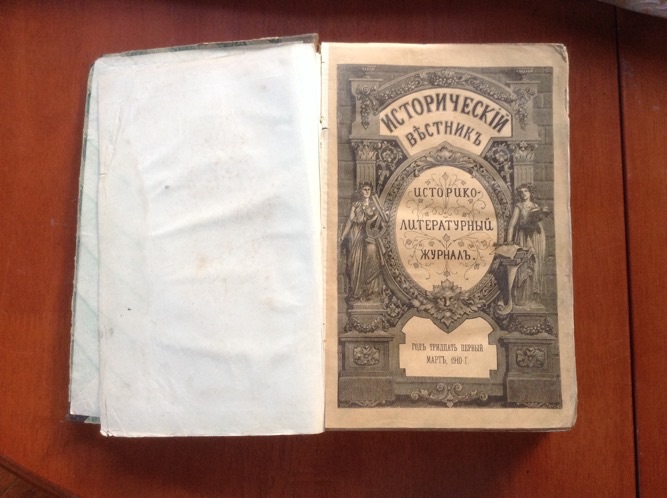 ИСТОРИЧЕСКІЙ
ВѢСТНИКЪ
ИСТОРИКО-
ЛИТЕРАТУРНЫЙ
ЖУРНАЛЪ.
ГОДЪ ТРИДЦАТЬ ПЕРВЫЙ
МАРТЪ, 1910 Г.